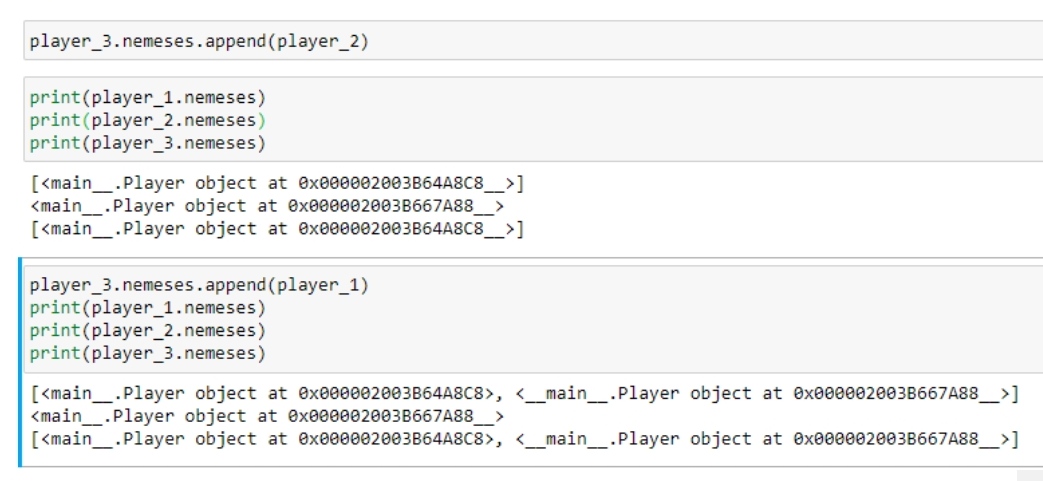 player_3.nemeses.append(player_2)
print(player_1.nemeses)
print(player_2.nemeses)
print(player_3.nemeses)
[<main__.Player object at 0x000002003B64A8C8__>]
<main__.Player object at 0x000002003B667A88__>
[<main__.Player object at 0x000002003B64A8C8__>]
player_3.nemeses.append(player_1)
print(player_1.nemeses)
print(player_2.nemeses)
print(player_3.nemeses)
[<main__.Player object at 0x000002003B64A8C8>, <__main__.Player object at 0x000002003B667A88__>]
<main__.Player object at 0x000002003B667A88__>
[<main__.Player object at 0x000002003B64A8C8>, <__main__.Player object at 0x000002003B667A88__>]